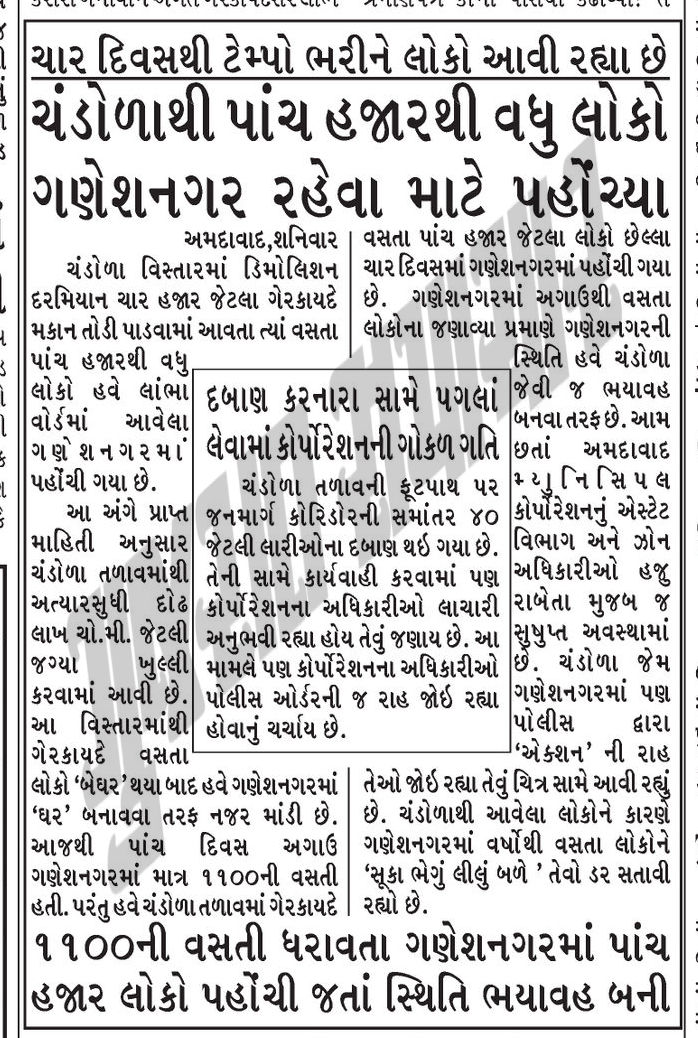 ચાર દિવસથી ટેમ્પો ભરીને લોકો આવી રહ્યા છે
ચંડોળાથી પાંચ હજારથી વધુ લોકો
ગણેશનગર રહેવા માટે પહોંચ્યા
અમદાવાદ,શનિવાર
ચંડોળા વિસ્તારમાં ડિમોલિશન
દરમિયાન ચાર હજાર જેટલા ગેરકાયદે
મકાન તોડી પાડવામાં આવતા ત્યાં વસતા
પાંચ હજારથી વધુ
લોકો હવે લાંભા
વોર્ડમાં આવેલા
ગણેશનગરમાં
પહોંચી ગયા છે.
આ અંગે પ્રાપ્ત
માહિતી અનુસાર
ચંડોળા તળાવમાંથી
અત્યારસુધી દોઢ
લાખ ચો.મી. જેટલી
જગ્યા ખુલ્લી
કરવામાં આવી છે.
આ વિસ્તારમાંથી
ગેરકાયદે વસતા
લોકો ‘બેઘર’ થયા બાદ હવે ગણેશનગરમાં
‘ઘર’ બનાવવા તરફ નજર માંડી છે.
આજથી પાંચ દિવસ અગાઉ
ગણેશનગરમાં માત્ર ૧૧૦૦ની વસતી
હતી. પરંતુ હવે ચંડોળા તળાવમાં ગેરકાયદે
વસતા પાંચ હજાર જેટલા લોકો છેલ્લા
ચાર દિવસમાં ગણેશનગરમાં પહોંચી ગયા
છે. ગણેશનગરમાં અગાઉથી વસતા
લોકોના જણાવ્યા પ્રમાણે ગણેશનગરની
સ્થિતિ હવે ચંડોળા
જેવી જ ભયાવહ
બનવા તરફ છે. આમ
છતાં અમદાવાદ
મ્યુનિસિપલ
કોર્પોરેશનનું એસ્ટેટ
વિભાગ અને ઝોન
અધિકારીઓ હજુ
રાબેતા મુજબ જ
સુષુપ્ત અવસ્થામાં
છે. ચંડોળા જેમ
ગણેશનગરમાં પણ
પોલીસ દ્વારા
‘એક્શન’ ની રાહ
તેઓ જોઇ રહ્યા તેવું ચિત્ર સામે આવી રહ્યું
છે. ચંડોળાથી આવેલા લોકોને કારણે
ગણેશનગરમાં વર્ષોથી વસતા લોકોને
‘સૂકા ભેગું લીલું બળે ’ તેવો ડર સતાવી
રહ્યો છે.
દબાણ કરનારા સામે પગલાં
લેવામાં કોર્પોરેશનની ગોકળ ગતિ
ચંડોળા તળાવની ફૂટપાથ પર
જનમાર્ગ કોરિડોરની સમાંતર ૪૦
જેટલી લારીઓના દબાણ થઇ ગયા છે.
તેની સામે કાર્યવાહી કરવામાં પણ
કોર્પોરેશનના અધિકારીઓ લાચારી
અનુભવી રહ્યા હોય તેવું જણાય છે. આ
મામલે પણ કોર્પોરેશનના અધિકારીઓ
પોલીસ ઓર્ડરની જ રાહ જોઇ રહ્યા
હોવાનું ચર્ચાય છે.
૧૧૦૦ની વસતી ધરાવતા ગણેશનગરમાં પાંચ
હજાર લોકો પહોંચી જતાં સ્થિતિ ભયાવહ બની